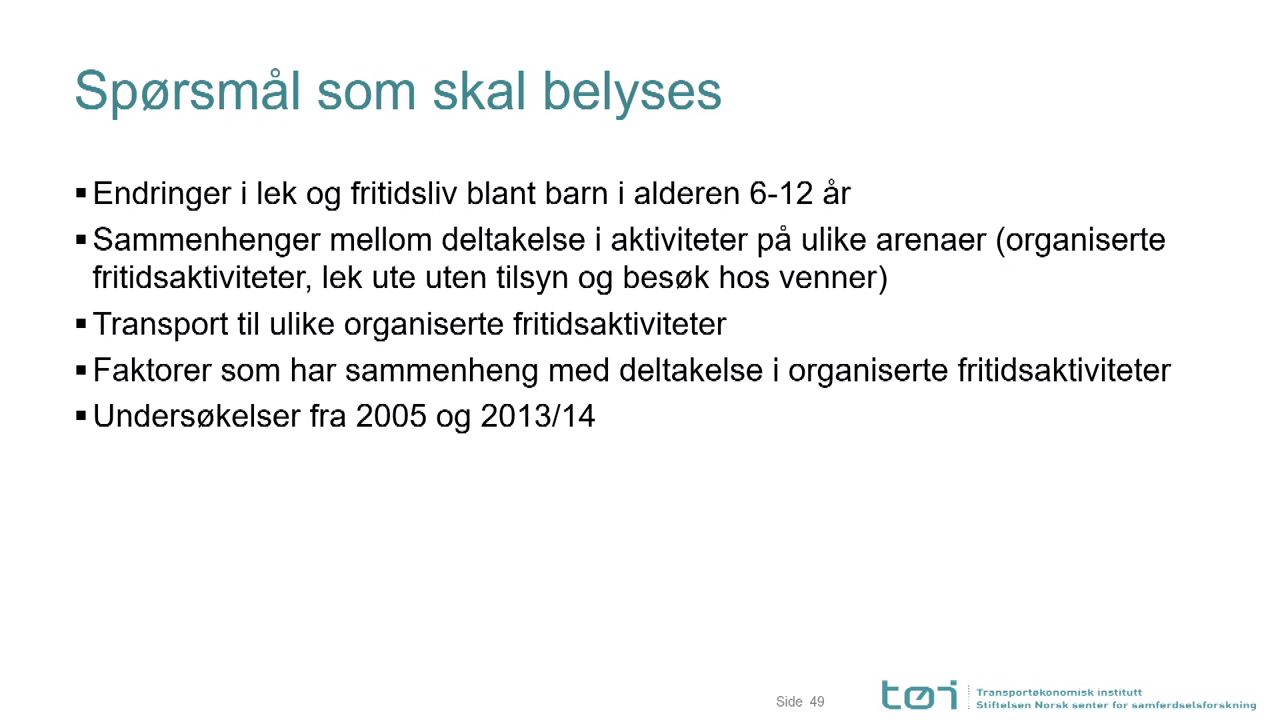 Spørsmål som skal belyses
▪ Endringer i lek og fritidsliv blant barn i alderen 6-12 år
▪ Sammenhenger mellom deltakelse i aktiviteter på ulike arenaer (organiserte
fritidsaktiviteter, lek ute uten tilsyn og besøk hos venner)
▪ Transport til ulike organiserte fritidsaktiviteter
▪ Faktorer som har sammenheng med deltakelse i organiserte fritidsaktiviteter
▪ Undersøkelser fra 2005 og 2013/14
Side 49
tøi
Transportøkonomisk institutt
Stiftelsen Norsk senter for samferdselsforskning